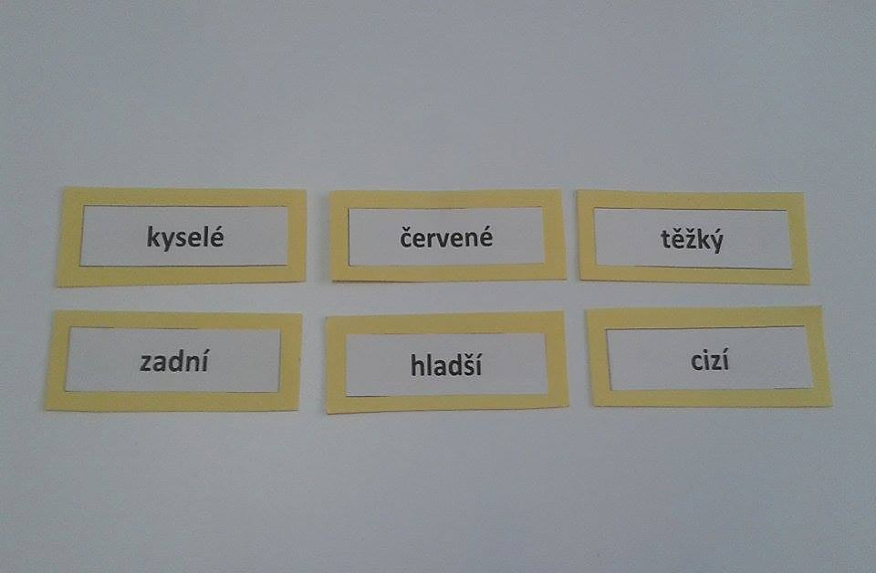 kyselé červené těžký
zadní hladší cizí